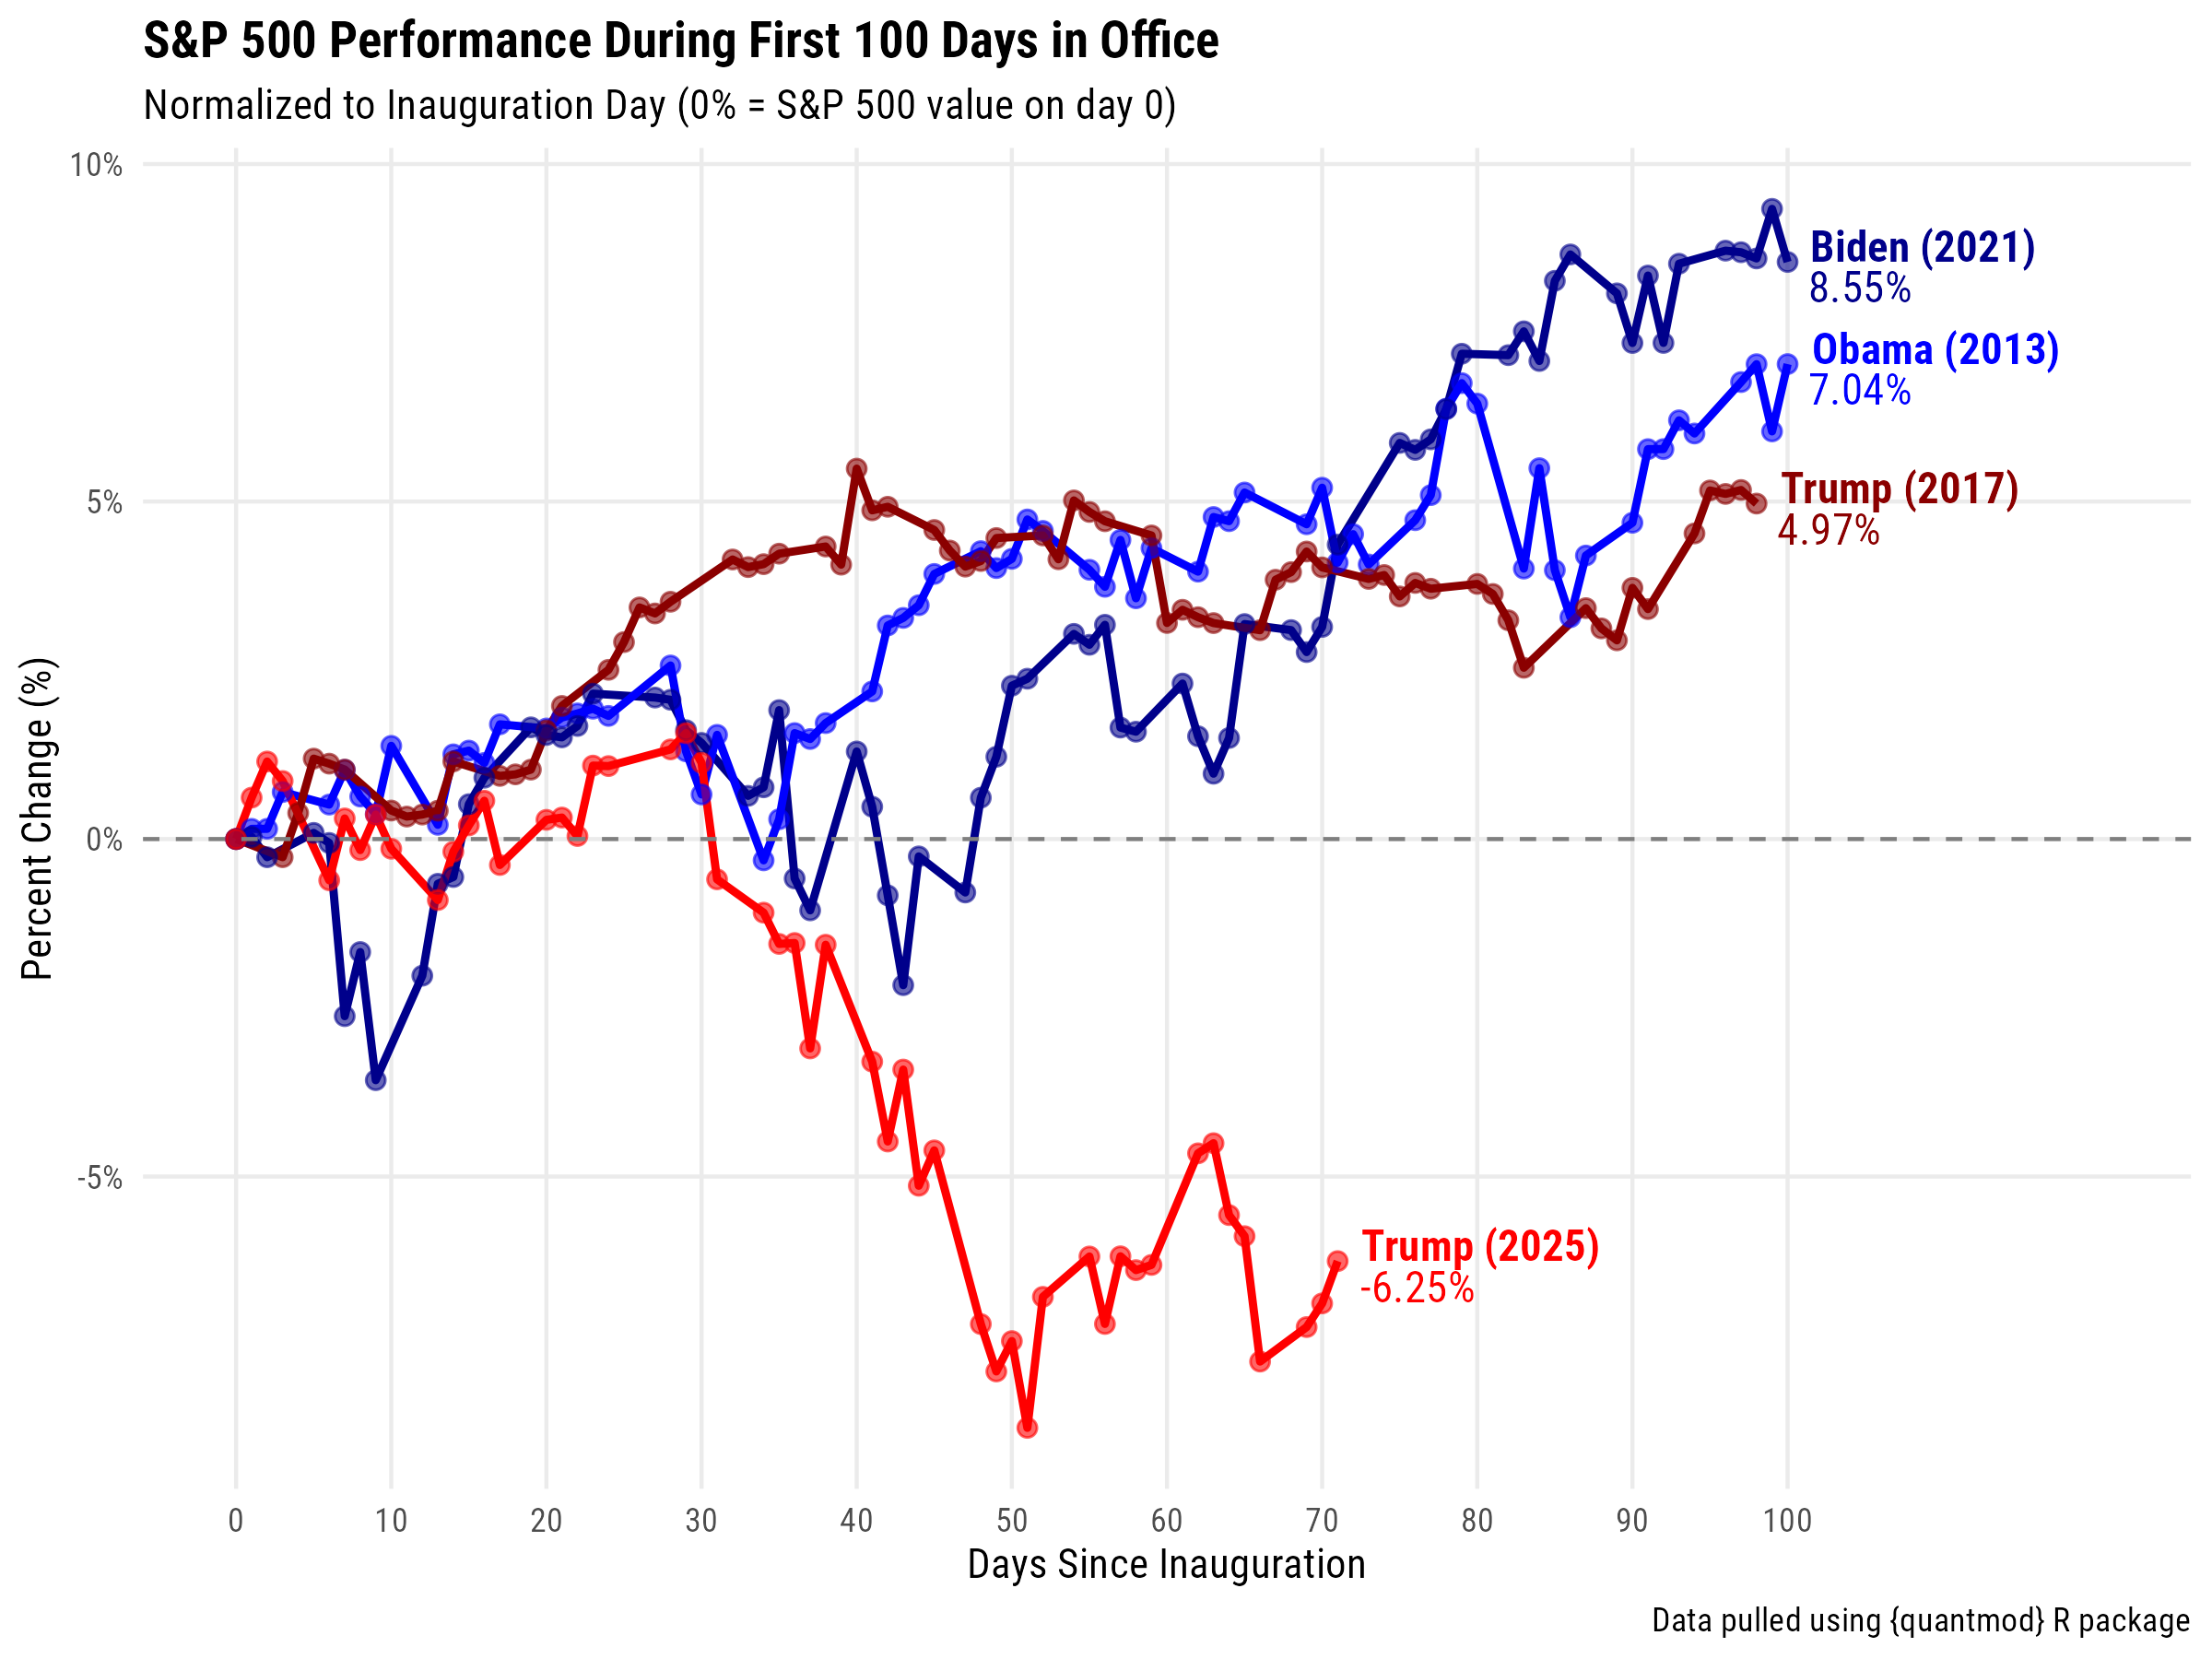 S&P 500 Performance During First 100 Days in Office
Normalized to Inauguration Day (0% = S&P 500 value on day 0)
10%
5%
0%
-5%
Percent Change (%)
Biden (2021)
8.55%
Obama (2013)
7.04%
Trump (2017)
4.97%
Trump (2025)
-6.25%
0 10 20 30 40 50 60 70 80 90 100
Days Since Inauguration
Data pulled using {quantmod} R package